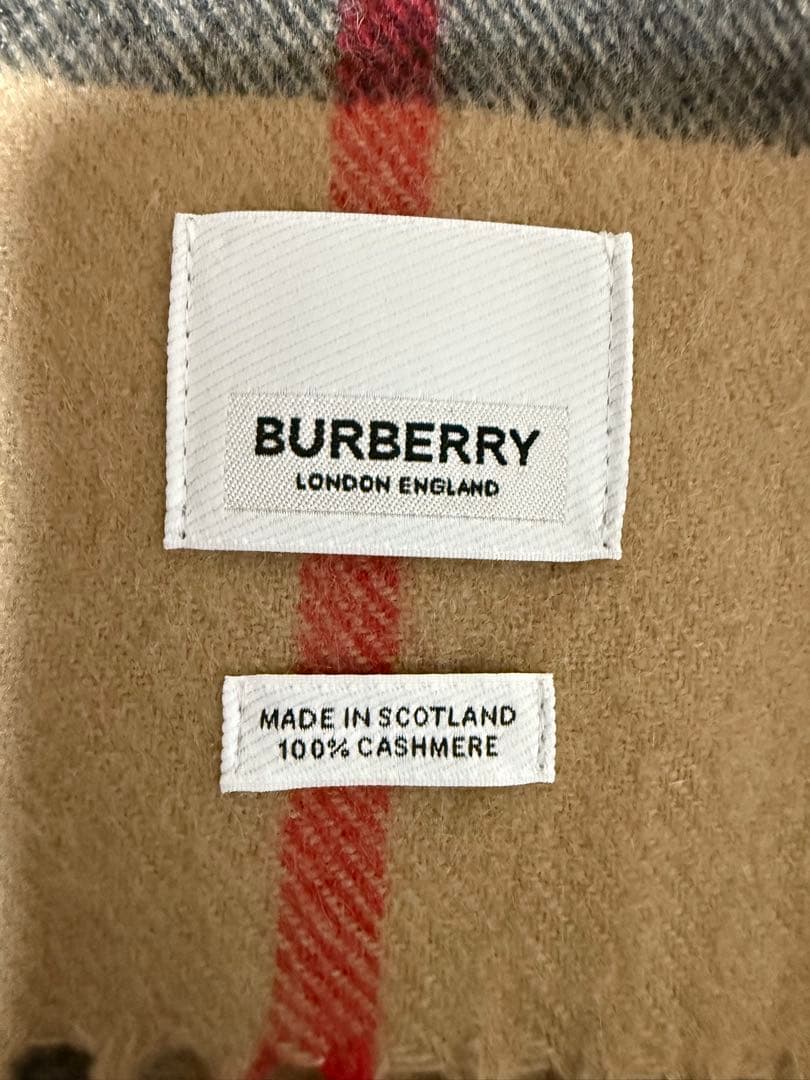 BURBERRY
LONDON ENGLAND
MADE IN SCOTLAND
100% CASHMERE